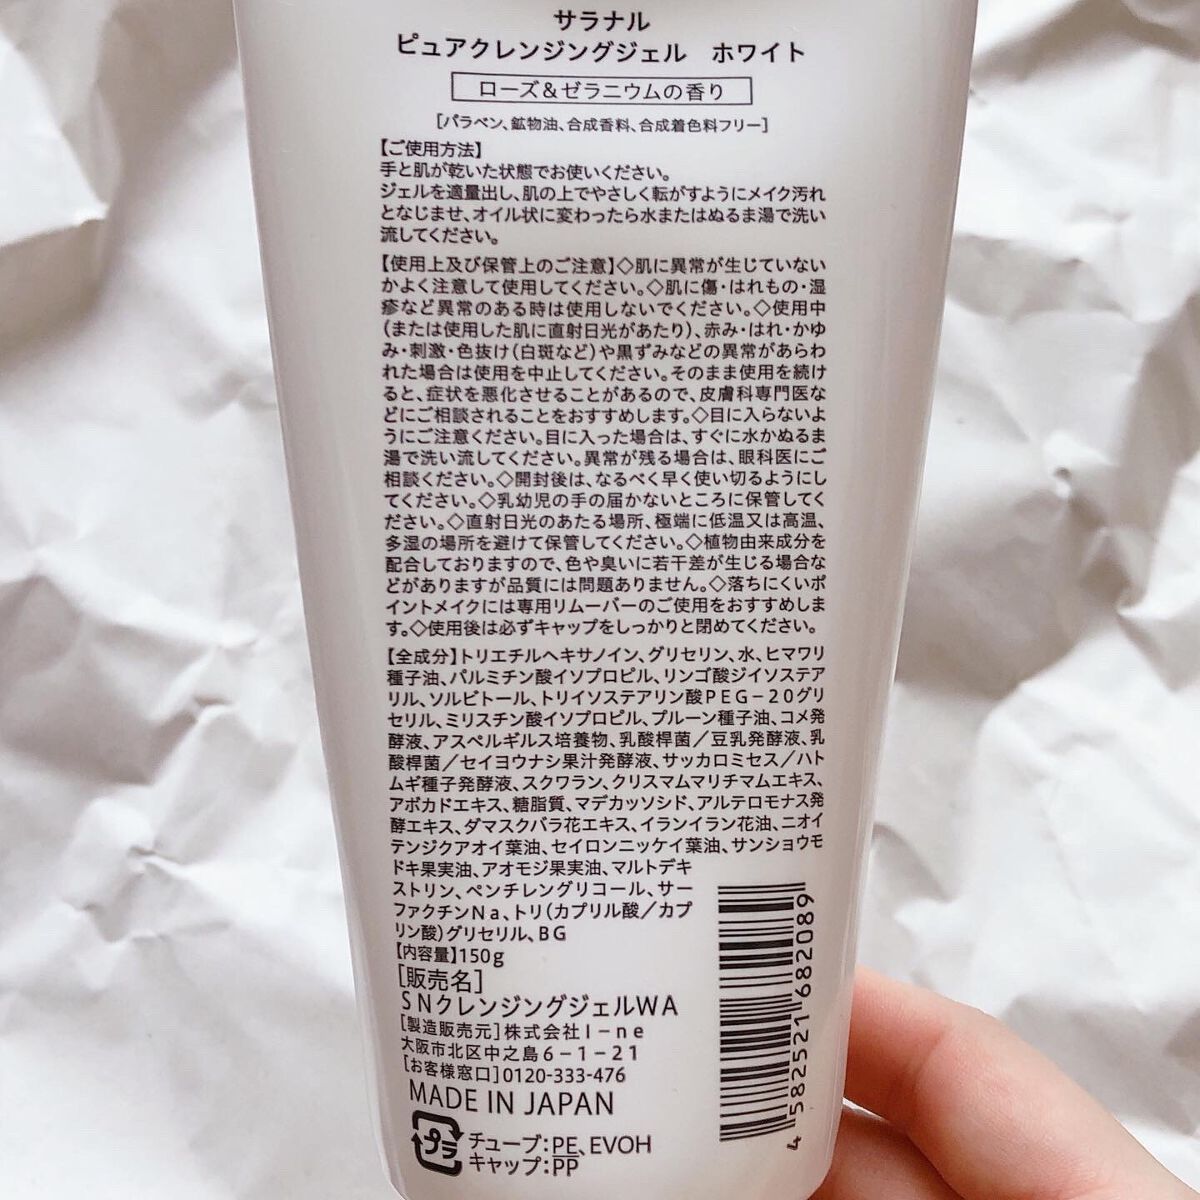 サラナル
ピュアクレンジングジェル ホワイト
ローズ&ゼラニウムの香り
[パラベン、鉱物油、合成香料、合成着色料フリー]
【ご使用方法】
手と肌が乾いた状態でお使いください。
ジェルを適量出し、肌の上でやさしく転がすようにメイク汚れ
となじませ、オイル状に変わったら水またはぬるま湯で洗い
流してください。
【使用上及び保管上のご注意】◇肌に異常が生じていない
かよく注意して使用してください。◇肌に傷・はれもの・湿
疹など異常のある時は使用しないでください。◇使用中
(または使用した肌に直射日光があたり)、赤み・はれ・かゆ
み・刺激・色抜け(白斑など)や黒ずみなどの異常があらわ
れた場合は使用を中止してください。そのまま使用を続け
ると、症状を悪化させることがあるので、皮膚科専門医な
どにご相談されることをおすすめします。◇目に入らないよ
うにご注意ください。目に入った場合は、すぐに水かぬるま
湯で洗い流してください。異常が残る場合は、眼科医にご
相談ください。◇開封後は、なるべく早く使い切るようにし
てください。◇乳幼児の手の届かないところに保管してく
ださい。◇直射日光のあたる場所、極端に低温又は高温、
多湿の場所を避けて保管してください。◇植物由来成分を
配合しておりますので、色や臭いに若干差が生じる場合な
どがありますが品質には問題ありません。◇落ちにくいポ
イントメイクには専用リムーバーのご使用をおすすめしま
す。◇使用後は必ずキャップをしっかりと閉めてください。
【全成分】トリエチルヘキサノイン、グリセリン、水、ヒマワリ
種子油、パルミチン酸イソプロピル、リンゴ酸ジイソステア
リル、ソルビトール、トリイソステアリン酸PEG-20グリ
セリル、ミリスチン酸イソプロピル、プルーン種子油、コメ発
酵液、アスペルギルス培養物、乳酸桿菌/豆乳発酵液、乳
酸桿菌/セイヨウナシ果汁発酵液、サッカロミセス/ハト
ムギ種子発酵液、スクワラン、クリスマムマリチマムエキス、
アボカドエキス、糖脂質、マデカッソシド、アルテロモナス発
酵エキス、ダマスクバラ花エキス、イランイラン花油、ニオイ
テンジクアオイ葉油、セイロンニッケイ葉油、サンショウモ
ドキ果実油、アオモジ果実油、マルトデキ
ストリン、ペンチレングリコール、サー
ファクチンNa、トリ(カプリル酸/カプ
リン酸)グリセリル、BG
【内容量】150g
[販売名]
SNクレンジングジェルWA
[製造販売元]株式会社I-ne
大阪市北区中之島6-1-21
[お客様窓口]0120-333-476
MADE IN JAPAN
プラ チューブ:PE、EVOH
キャップ:PP
4 582521 682089